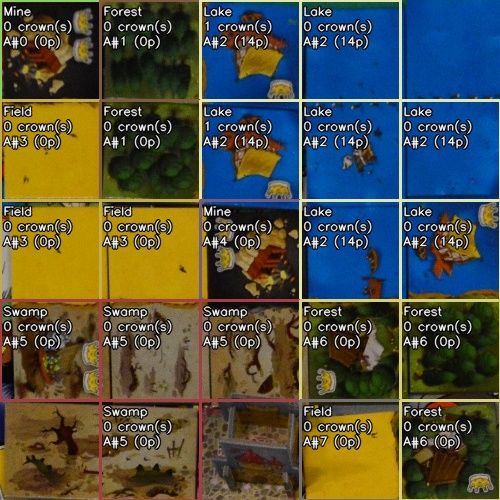 Mine
0 crown(s)
A#0 (0p)
Forest
0 crown(s)
A#1 (0p)
Lake
1 crown(s)
A#2 (14p)
Lake
0 crown(s)
A#2 (14p)
Field
0 crown(s)
A#3 (0p)
Forest
0 crown(s)
A#1 (0p)
Lake
1 crown(s)
A#2 (14p)
Lake
0 crown(s)
A#2 (14p)
Lake
0 crown(s)
A#2 (14p)
Field
0 crown(s)
A#3 (0p)
Field
0 crown(s)
A#3 (0p)
Mine
0 crown(s)
A#4 (0p)
Lake
0 crown(s)
A#2 (14p)
Lake
0 crown(s)
A#2 (14p)
Swamp
0 crown(s)
A#5 (0p)
Swamp
0 crown(s)
A#5 (0p)
Swamp
0 crown(s)
A#5 (0p)
Forest
0 crown(s)
A#6 (0p)
Forest
0 crown(s)
A#6 (0p)
Swamp
0 crown(s)
A#5 (0p)
Field
0 crown(s)
A#7 (0p)
Forest
0 crown(s)
A#6 (0p)